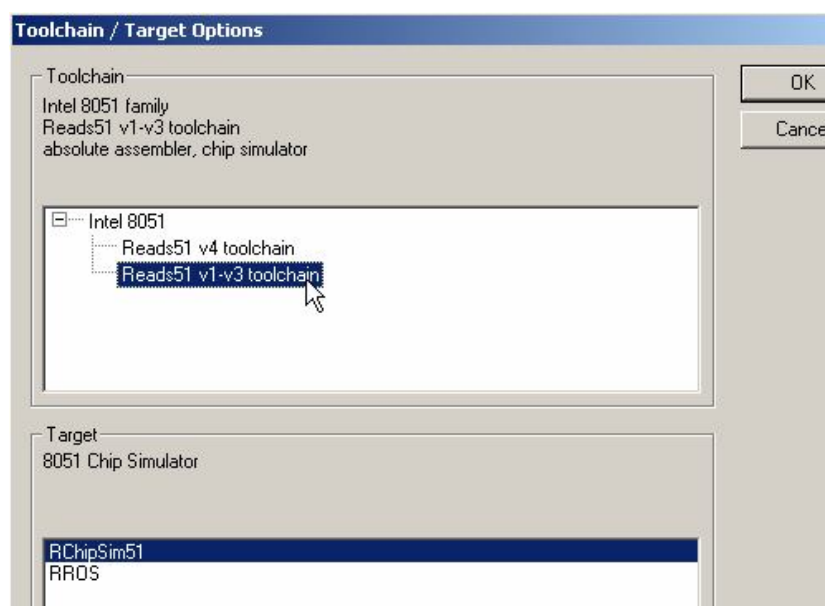 Toolchain / Target Options
Toolchain
OK
Intel 8051 family
Reads51 v1-v3 toolchain
absolute assembler, chip simulator
Cance
Intel 8051
Reads51 v4 toolchain
Reads51 v1-v3 toolchain
Target
8051 Chip Simulator
RChipSim51
RROS